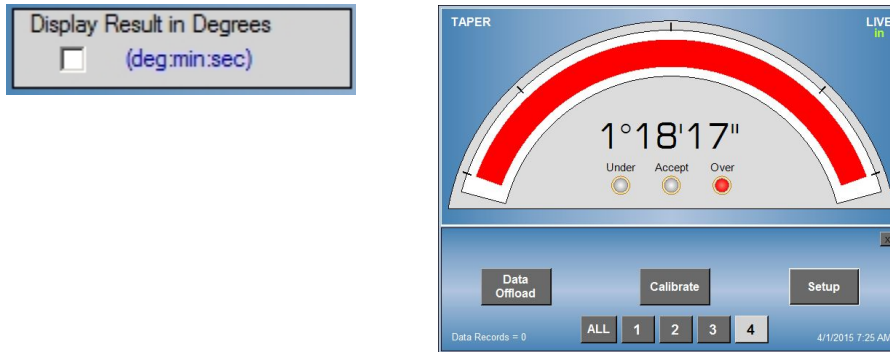 Display Result in Degrees
(deg:min:sec)
TAPER
LIVE
in
1°18'17"
Under Accept Over
X
Data
Offload
Calibrate
Setup
ALL 1 2 3 4
Data Records = 0
4/1/2015 7:25 AM